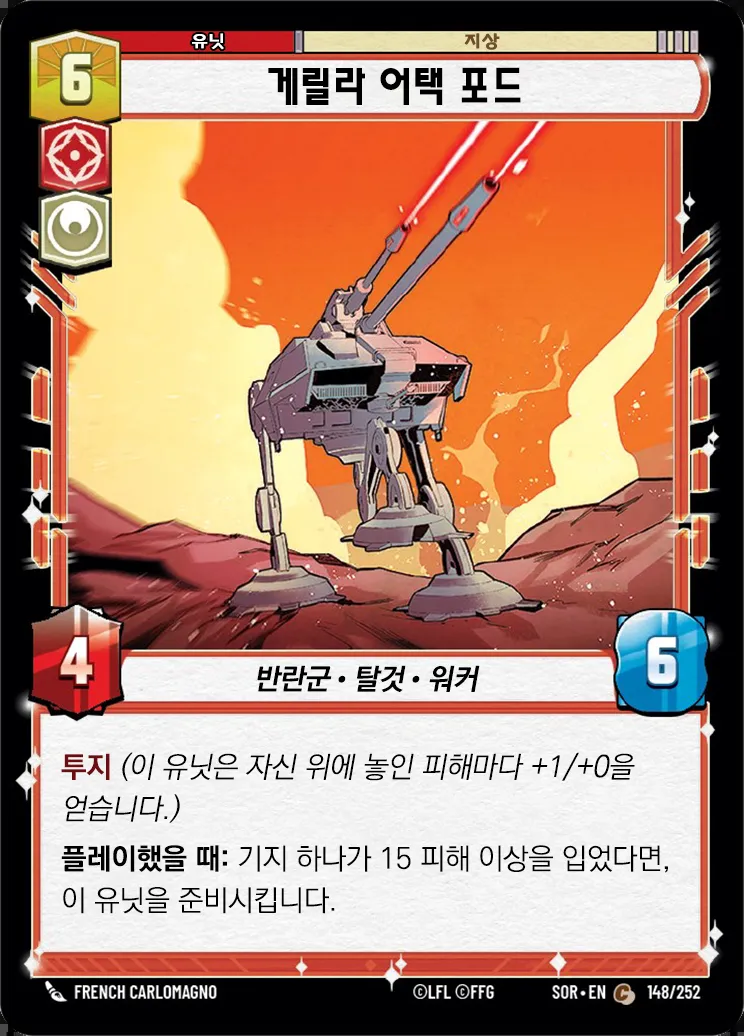 유닛
지상
6
게릴라 어택 포드
4
반란군 • 탈것 • 워커
6
투지 (이 유닛은 자신 위에 놓인 피해마다 +1/+0을
얻습니다.)
플레이했을 때: 기지 하나가 15 피해 이상을 입었다면,
이 유닛을 준비시킵니다.
FRENCH CARLOMAGNO
©LFL ©FFG
SOR • EN C 148/252